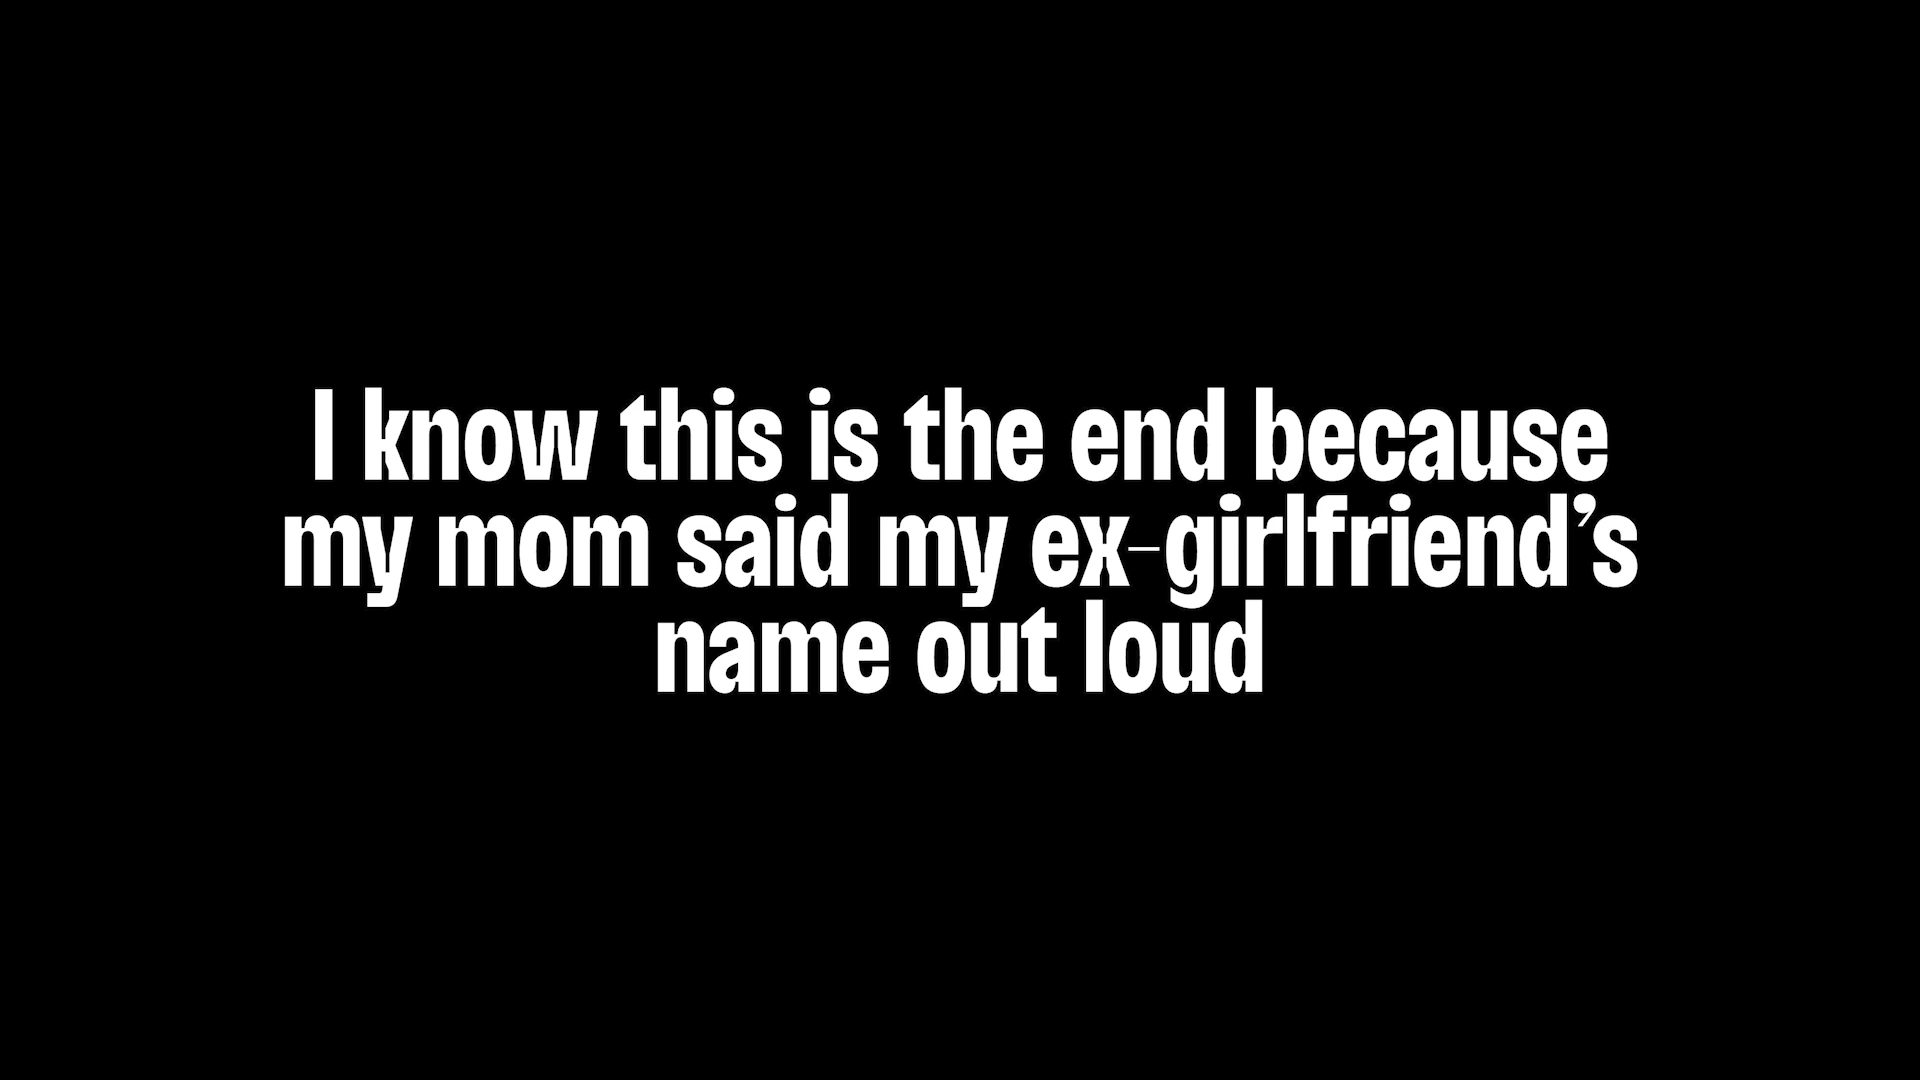 I know this is the end because
my mom said my ex-girlfriend’s
name out loud